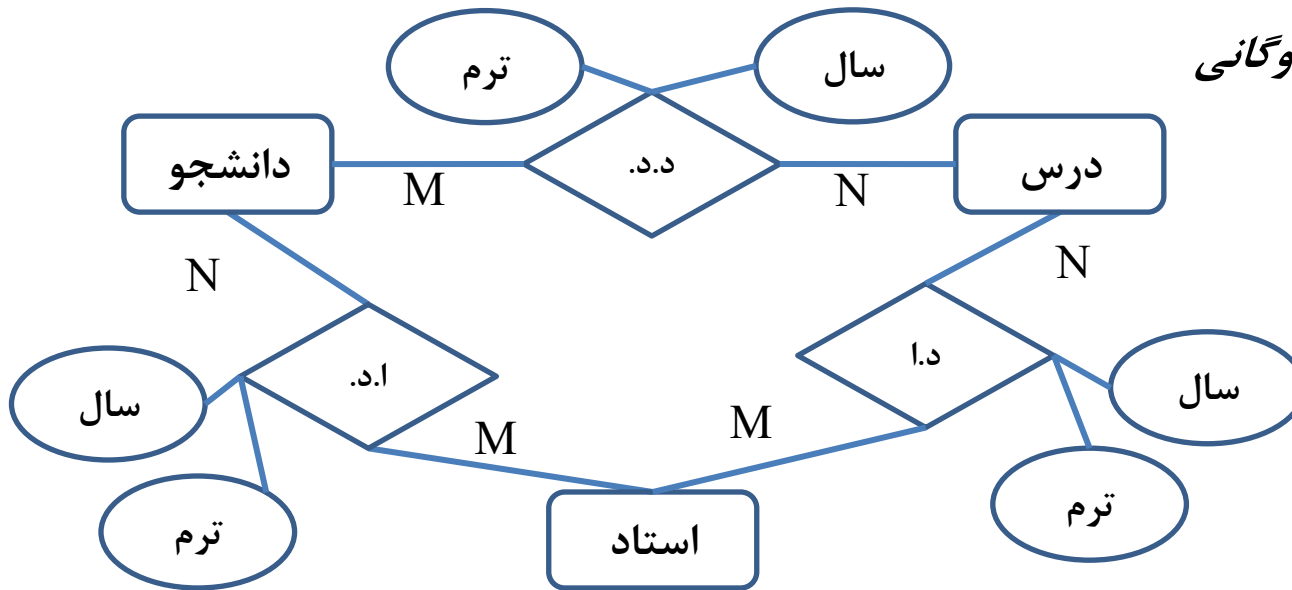 وگانی
ترم
سال
دانشجو
د.د.
درس
M
N
N
N
ا.د.
د.ا
سال
سال
M
M
ترم
ترم
استاد